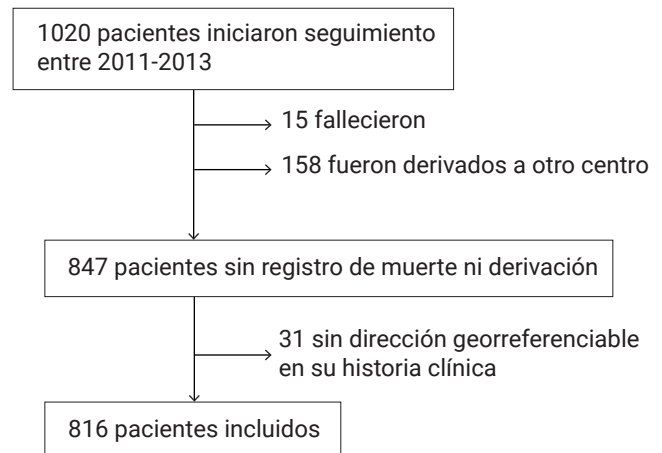 1020 pacientes iniciaron seguimiento
entre 2011-2013
15 fallecieron
158 fueron derivados a otro centro
847 pacientes sin registro de muerte ni derivación
31 sin dirección georreferenciable
en su historia clínica
816 pacientes incluidos